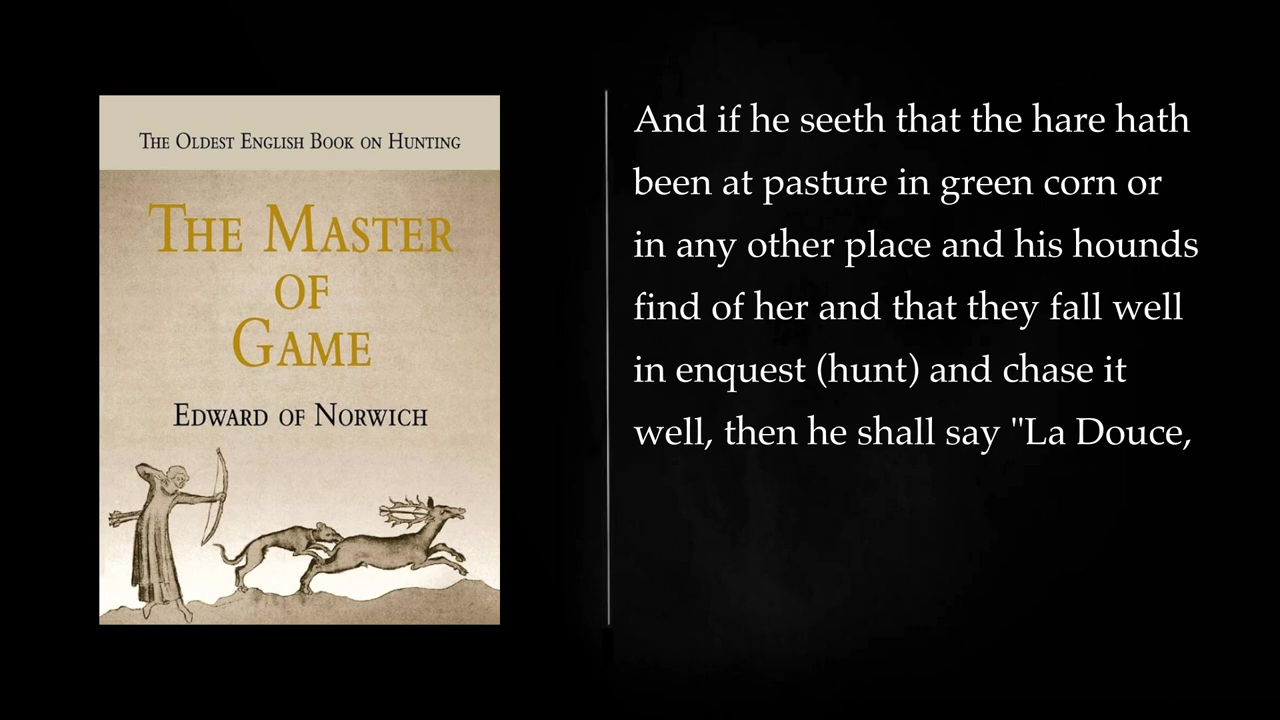 The Oldest English Book on Hunting
The Master
of
Game
Edward of Norwich
And if he seeth that the hare hath
been at pasture in green corn or
in any other place and his hounds
find of her and that they fall well
in enquest (hunt) and chase it
well, then he shall say "La Douce,